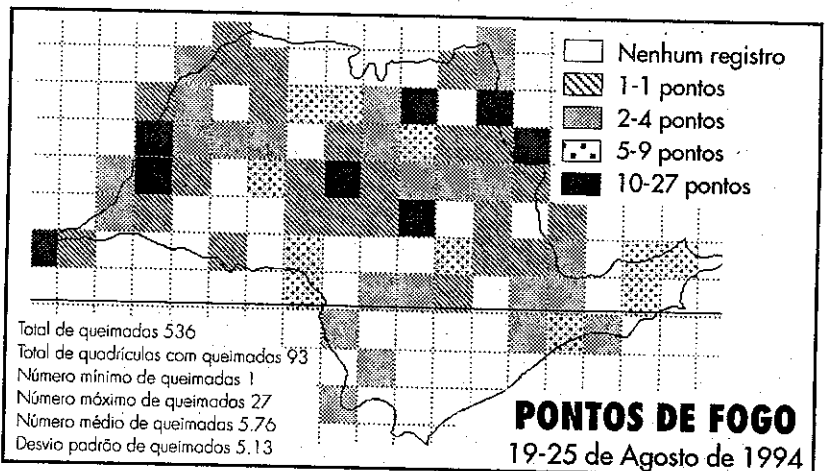 Nenhum registro
1-1 pontos
2-4 pontos
5-9 pontos
10-27 pontos
Total de queimadas 536
Total de quadrículas com queimadas 93
Número mínimo de queimadas 1
Número máximo de queimadas 27
Número médio de queimadas 5.76
Desvio padrão de queimados 5.13
PONTOS DE FOGO
19-25 de Agosto de 1994